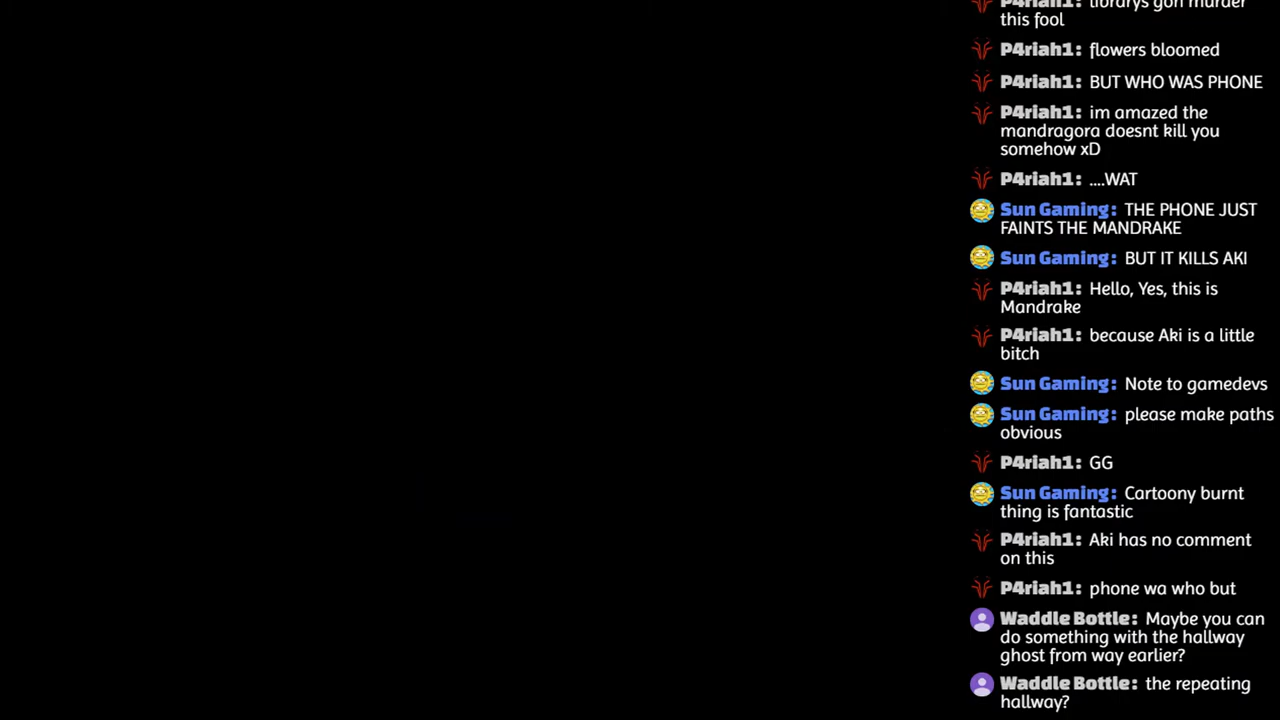 P4riah1: librarys gon murder
this fool
P4riah1: flowers bloomed
P4riah1: BUT WHO WAS PHONE
P4riah1: im amazed the
mandragora doesnt kill you
somehow xD
P4riah1: ....WAT
Sun Gaming: THE PHONE JUST
FAINTS THE MANDRAKE
Sun Gaming: BUT IT KILLS AKI
P4riah1: Hello, Yes, this is
Mandrake
P4riah1: because Aki is a little
bitch
Sun Gaming: Note to gamedevs
Sun Gaming: please make paths
obvious
P4riah1: GG
Sun Gaming: Cartoony burnt
thing is fantastic
P4riah1: Aki has no comment
on this
P4riah1: phone wa who but
Waddle Bottle: Maybe you can
do something with the hallway
ghost from way earlier?
Waddle Bottle: the repeating
hallway?